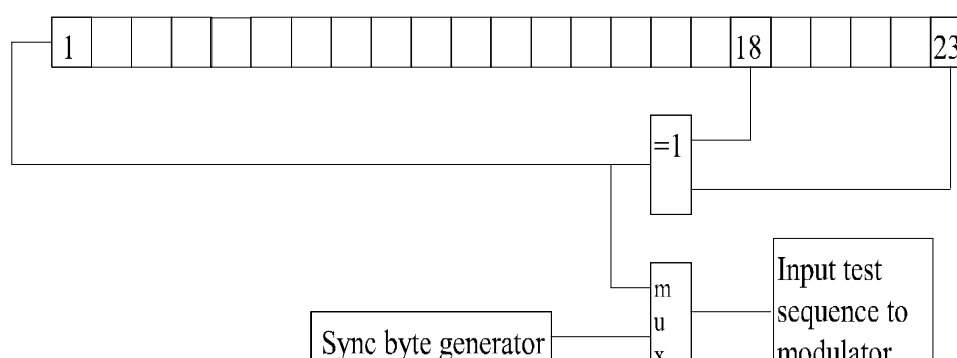 1
18
23
=1
m
u
x
Input test
sequence to
modulator
Sync byte generator